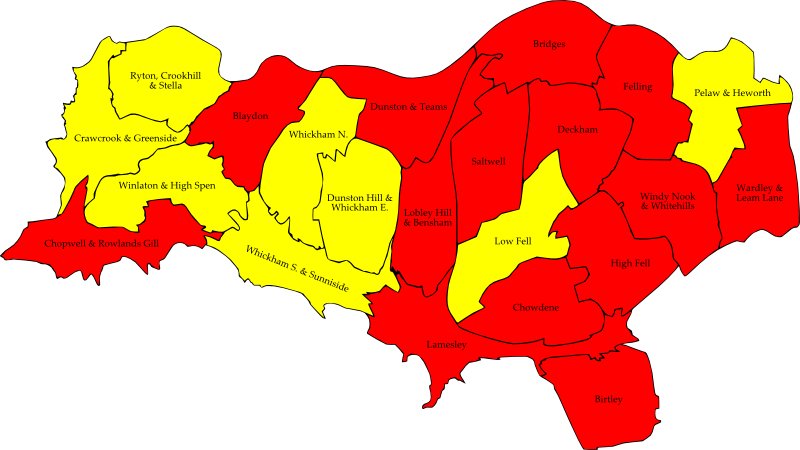 Bridges
Ryton, Crookhill
& Stella
Felling
Pelaw & Heworth
Dunston & Teams
Blaydon
Deckham
Whickham N.
Crawcrook & Greenside
Saltwell
Winlaton & High Spen
Wardley &
Leam Lane
Windy Nook
& Whitehills
Dunston Hill &
Whickham E.
Lobley Hill
& Bensham
Chopwell & Rowlands Gill
Low Fell
High Fell
Whickham S. & Sunniside
Chowdene
Lamesley
Birtley